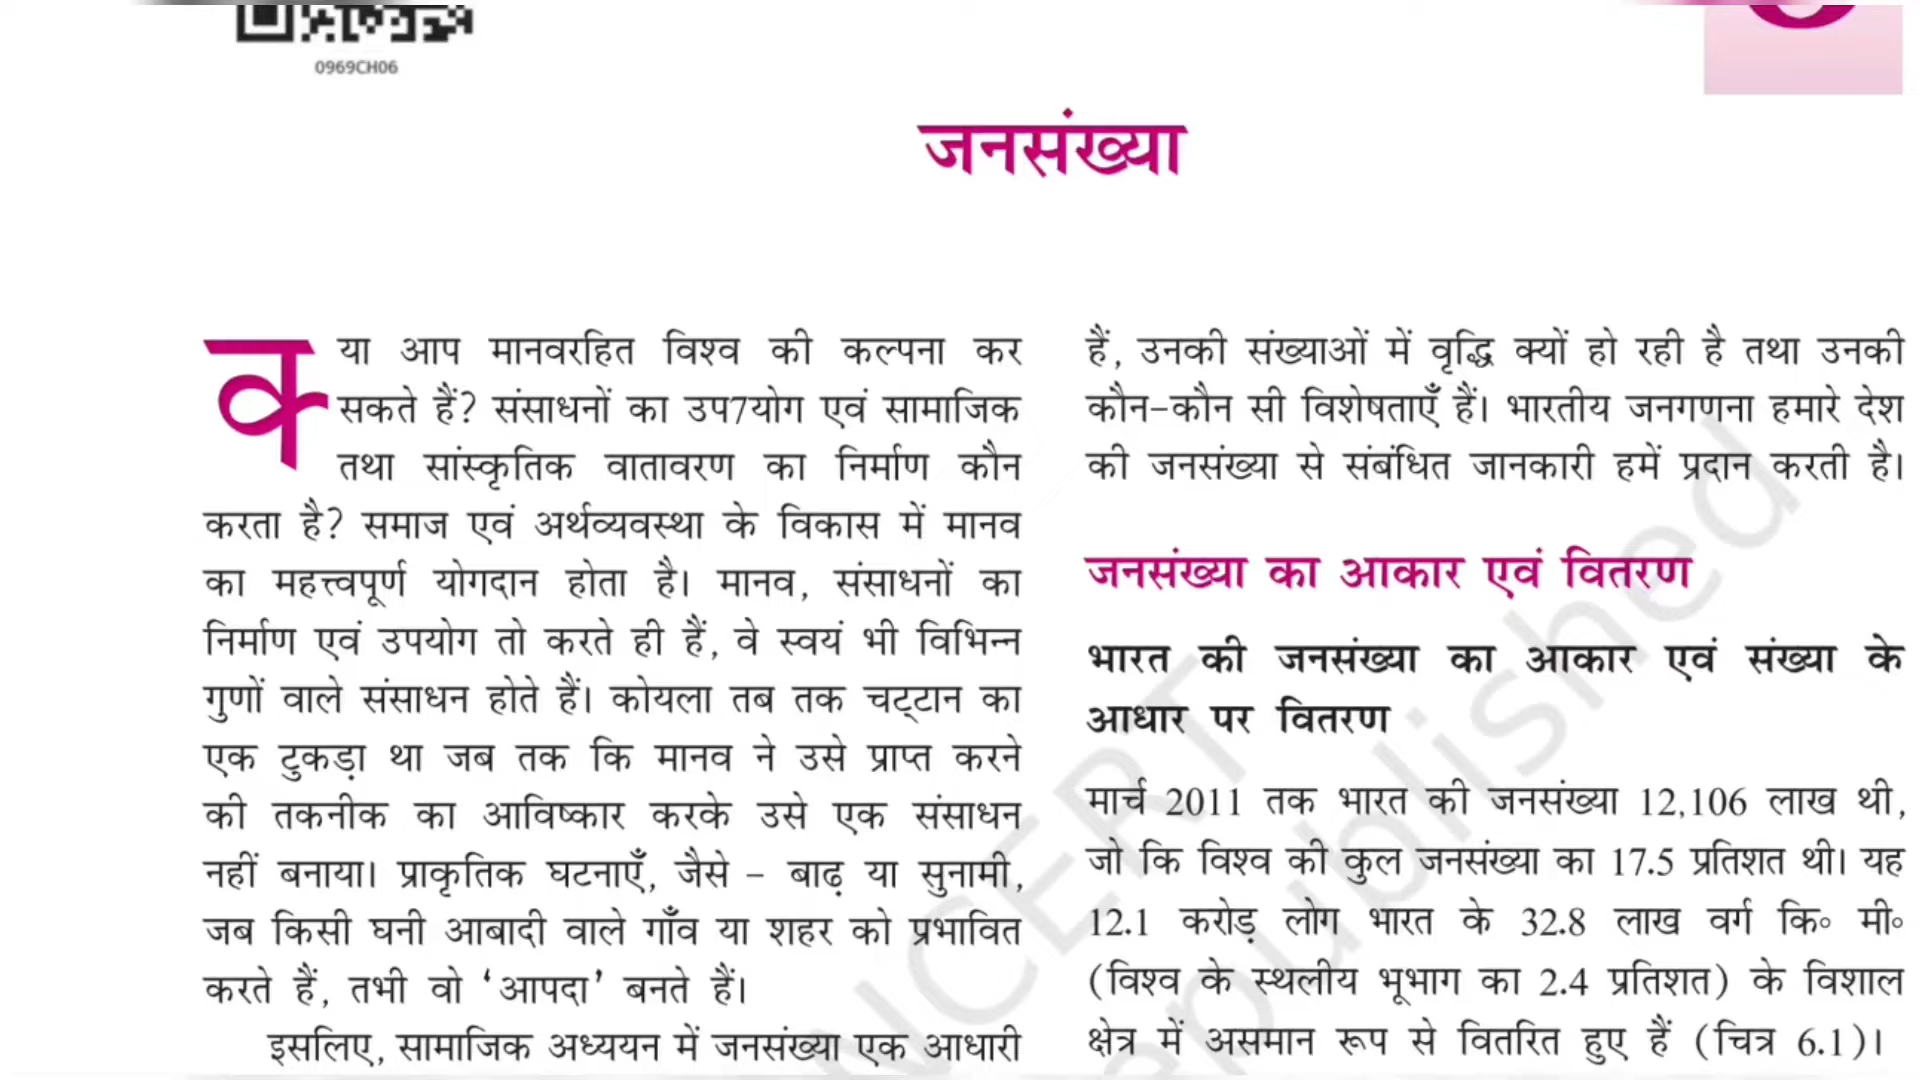 0969CH06
जनसंख्या
क्या आप मानवरहित विश्व की कल्पना कर
सकते हैं? संसाधनों का उप7योग एवं सामाजिक
तथा सांस्कृतिक वातावरण का निर्माण कौन
करता है? समाज एवं अर्थव्यवस्था के विकास में मानव
का महत्त्वपूर्ण योगदान होता है। मानव, संसाधनों का
निर्माण एवं उपयोग तो करते ही हैं, वे स्वयं भी विभिन्न
गुणों वाले संसाधन होते हैं। कोयला तब तक चट्टान का
एक टुकड़ा था जब तक कि मानव ने उसे प्राप्त करने
की तकनीक का आविष्कार करके उसे एक संसाधन
नहीं बनाया। प्राकृतिक घटनाएँ, जैसे – बाढ़ या सुनामी,
जब किसी घनी आबादी वाले गाँव या शहर को प्रभावित
करते हैं, तभी वो ‘आपदा’ बनते हैं।
इसलिए, सामाजिक अध्ययन में जनसंख्या एक आधारी
हैं, उनकी संख्याओं में वृद्धि क्यों हो रही है तथा उनकी
कौन-कौन सी विशेषताएँ हैं। भारतीय जनगणना हमारे देश
की जनसंख्या से संबंधित जानकारी हमें प्रदान करती है।
जनसंख्या का आकार एवं वितरण
भारत की जनसंख्या का आकार एवं संख्या के
आधार पर वितरण
मार्च 2011 तक भारत की जनसंख्या 12,106 लाख थी,
जो कि विश्व की कुल जनसंख्या का 17.5 प्रतिशत थी। यह
12.1 करोड़ लोग भारत के 32.8 लाख वर्ग कि॰ मी॰
(विश्व के स्थलीय भूभाग का 2.4 प्रतिशत) के विशाल
क्षेत्र में असमान रूप से वितरित हुए हैं (चित्र 6.1)।
NCERT
published